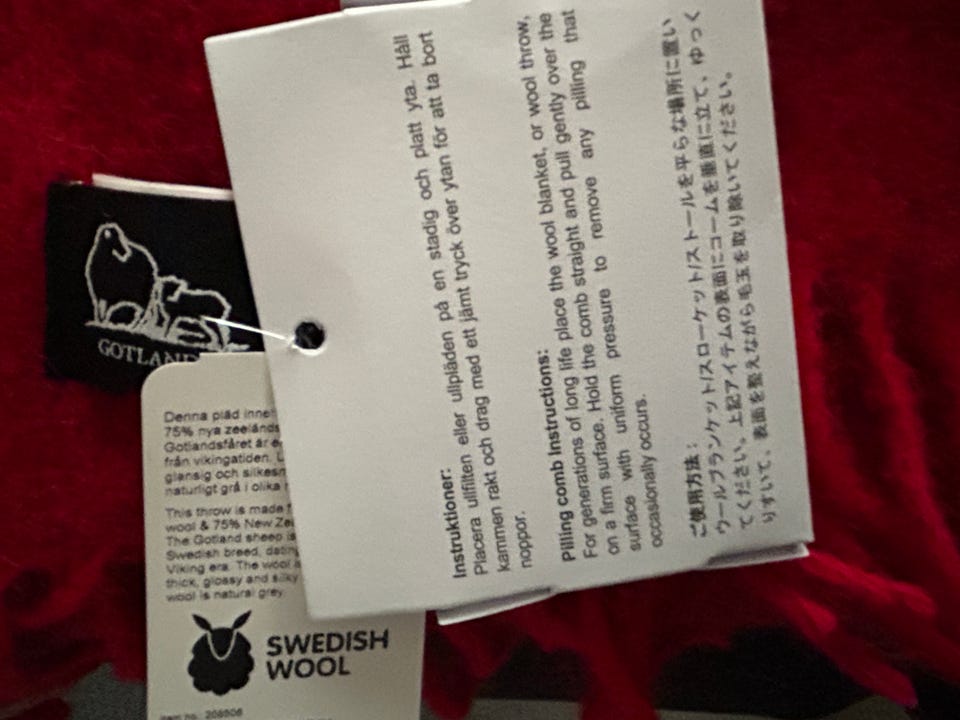 Instruktioner:
Placera ullfilten eller ullpläden på en stadig och platt yta. Håll
kammen rakt och drag med ett jämt tryck över ytan för att ta bort
noppor.
Pilling comb Instructions:
For generations of long life place the wool blanket, or wool throw,
on a firm surface. Hold the comb straight and pull gently over the
surface with uniform pressure to remove any pilling that
occasionally occurs.
ご使用方法：
ウールブランケット/スローケット/ストールを平らな場所に置い
てください。上記アイテムの表面にコームを垂直に立て、ゆっく
りすいて、表面を整えながら毛玉を取り除いてください。
GOTLAND
Denna pläd inne
75% nya zeeländs
Gotlandsfåret är e
från vikingatiden.
glansig och silkes
naturligt grå i olika
This throw is made
wool & 75% New Ze
The Gotland sheep is
Swedish breed, dati
Viking era. The wool is
thick, glossy and silky
wool is natural grey.
SWEDISH
WOOL
item no.